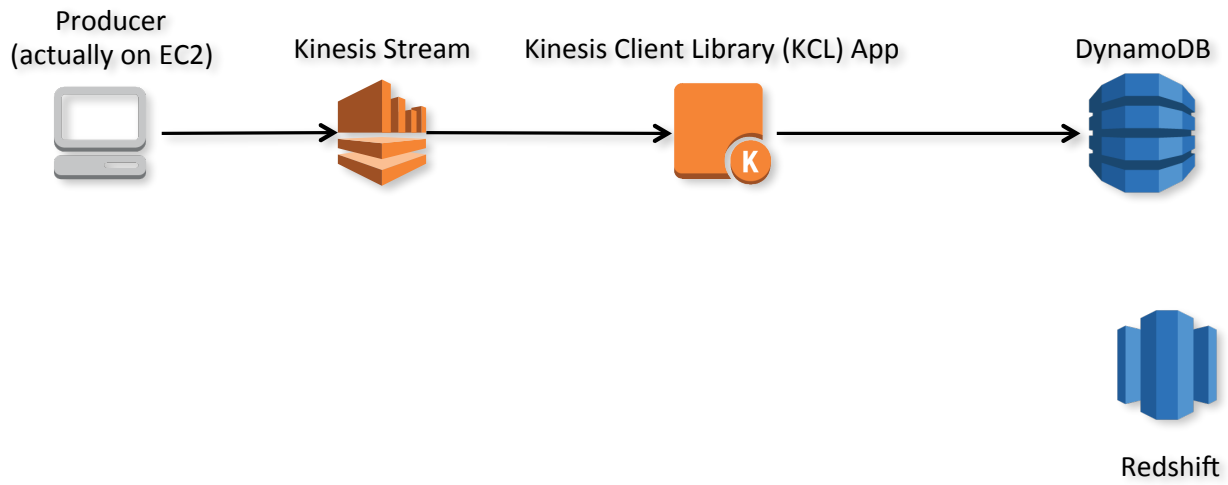 Producer
(actually on EC2)
Kinesis Stream
Kinesis Client Library (KCL) App
DynamoDB
K
Redshift